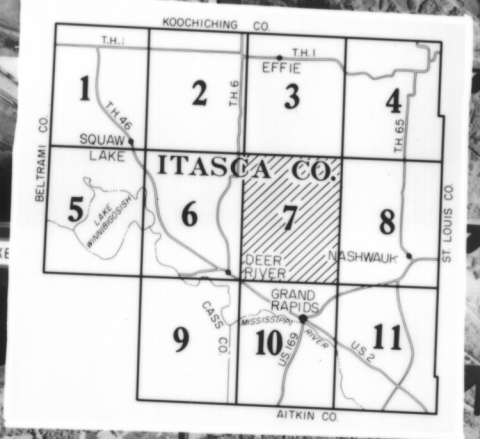 KOOCHICHING CO.
T.H. 1
T.H. 1
EFFIE
1
2
3
4
T.H. 6
T.H. 46
T.H. 65
SQUAW
LAKE
BELTRAMI CO.
ITASCA CO.
5
LAKE
WINNIBIGOSISH
6
7
8
ST. LOUIS CO.
NASHWAUK
DEER
RIVER
GRAND
RAPIDS
CASS CO.
MISSISSIPPI
RIVER
9
10
11
US 169
U.S. 2
AITKIN CO.